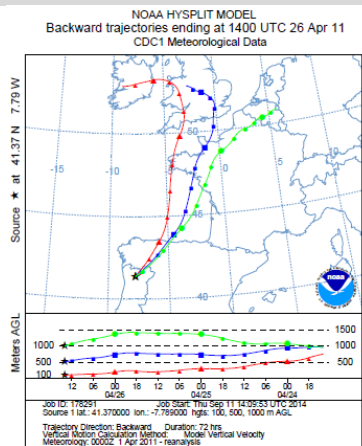 NOAA HYSPLIT MODEL
Backward trajectories ending at 1400 UTC 26 Apr 11
CDC1 Meteorological Data
Source ★ at 41.37 N 7.79 W
-15
-10
-5
0
5
50
45
40
noaa
Meters AGL
1500
1000
1000
500
500
100
12 06 00 18 12 06 00 18 12 06 00 18
04/26 04/25 04/24
Job ID: 178291 Job Start: Thu Sep 11 14:09:53 UTC 2014
Source 1 lat.: 41.370000 lon.: -7.789000 hgts: 100, 500, 1000 m AGL
Trajectory Direction: Backward Duration: 72 hrs
Vertical Motion Calculation Method: Model Vertical Velocity
Meteorology: 0000Z 1 Apr 2011 - reanalysis